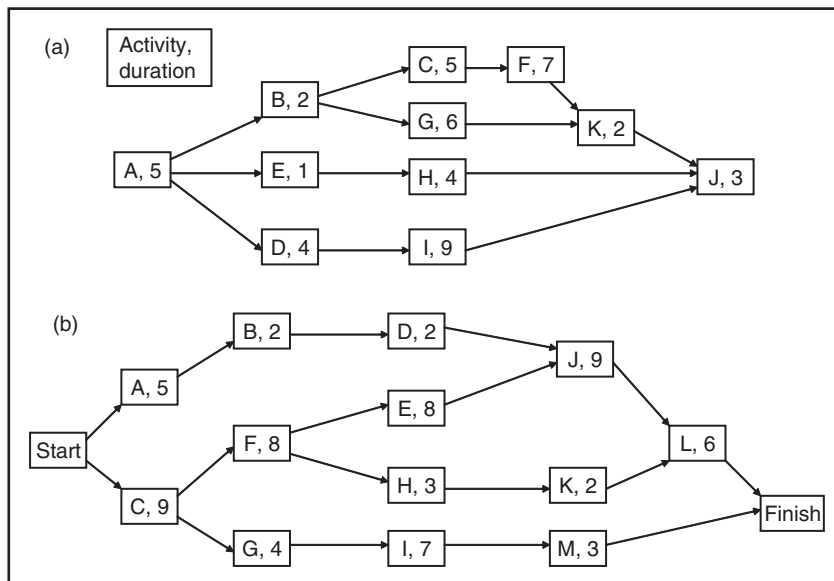 (a)
Activity,
duration
C, 5
F, 7
B, 2
G, 6
K, 2
A, 5
E, 1
H, 4
J, 3
D, 4
I, 9
(b)
B, 2
D, 2
J, 9
A, 5
E, 8
Start
F, 8
L, 6
H, 3
K, 2
C, 9
Finish
G, 4
I, 7
M, 3